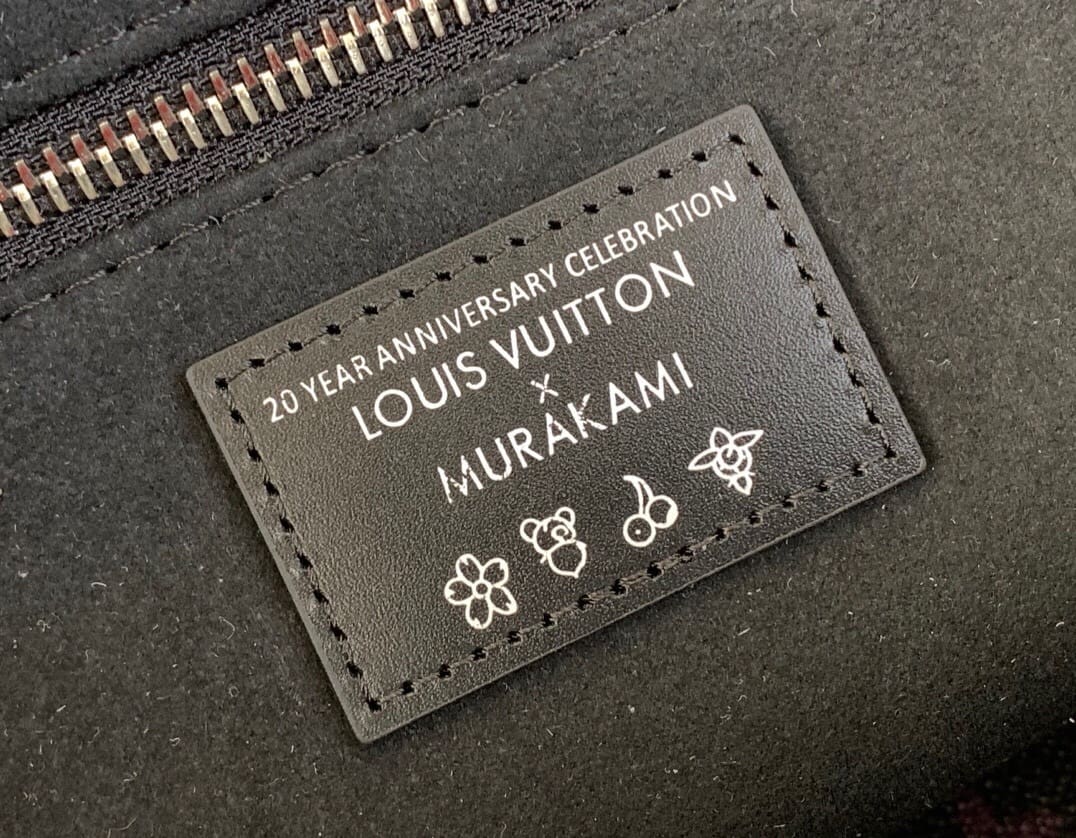 20 YEAR ANNIVERSARY CELEBRATION
LOUIS VUITTON
X
MURAKAMI